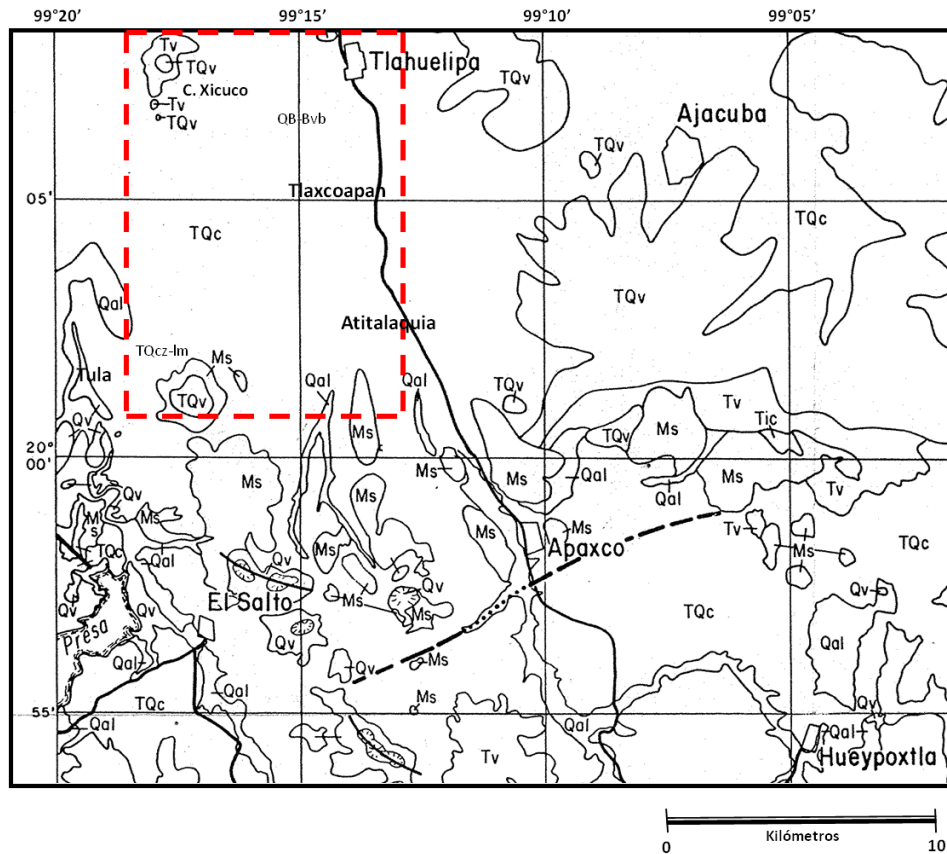 99°20' 99°15' 99°10' 99°05'
Tv
TQv
C. Xicuco
Tv
TQv
Tlahuelipa
QB-Bvb
TQv
Ajacuba
TQv
05'
Tlaxcoapan
TQc
TQc
TQv
Qal
Atitalaquia
TQcz-lm
Ms
Tula
TQv
Qal
Qal
TQv
Tv
Tic
Qv
Ms
TQv
Ms
20°
00'
Ms
Ms
Ms
Qal
Qal
Ms
Tv
Qv
Ms
Ms
Ms
Ms
Ms
Tv
TQc
Qal
Ms
Qv
Apaxco
Ms
TQc
Qv
Qv
El Salto
Ms
Qv
Ms
Qv
TQc
Presa
Qv
Qal
Qal
Qv
Ms
TQc
Qal
Ms
55'
Qal
Qv
Qal
Tv
Qal
Hueypoxtla
Kilómetros
0 10